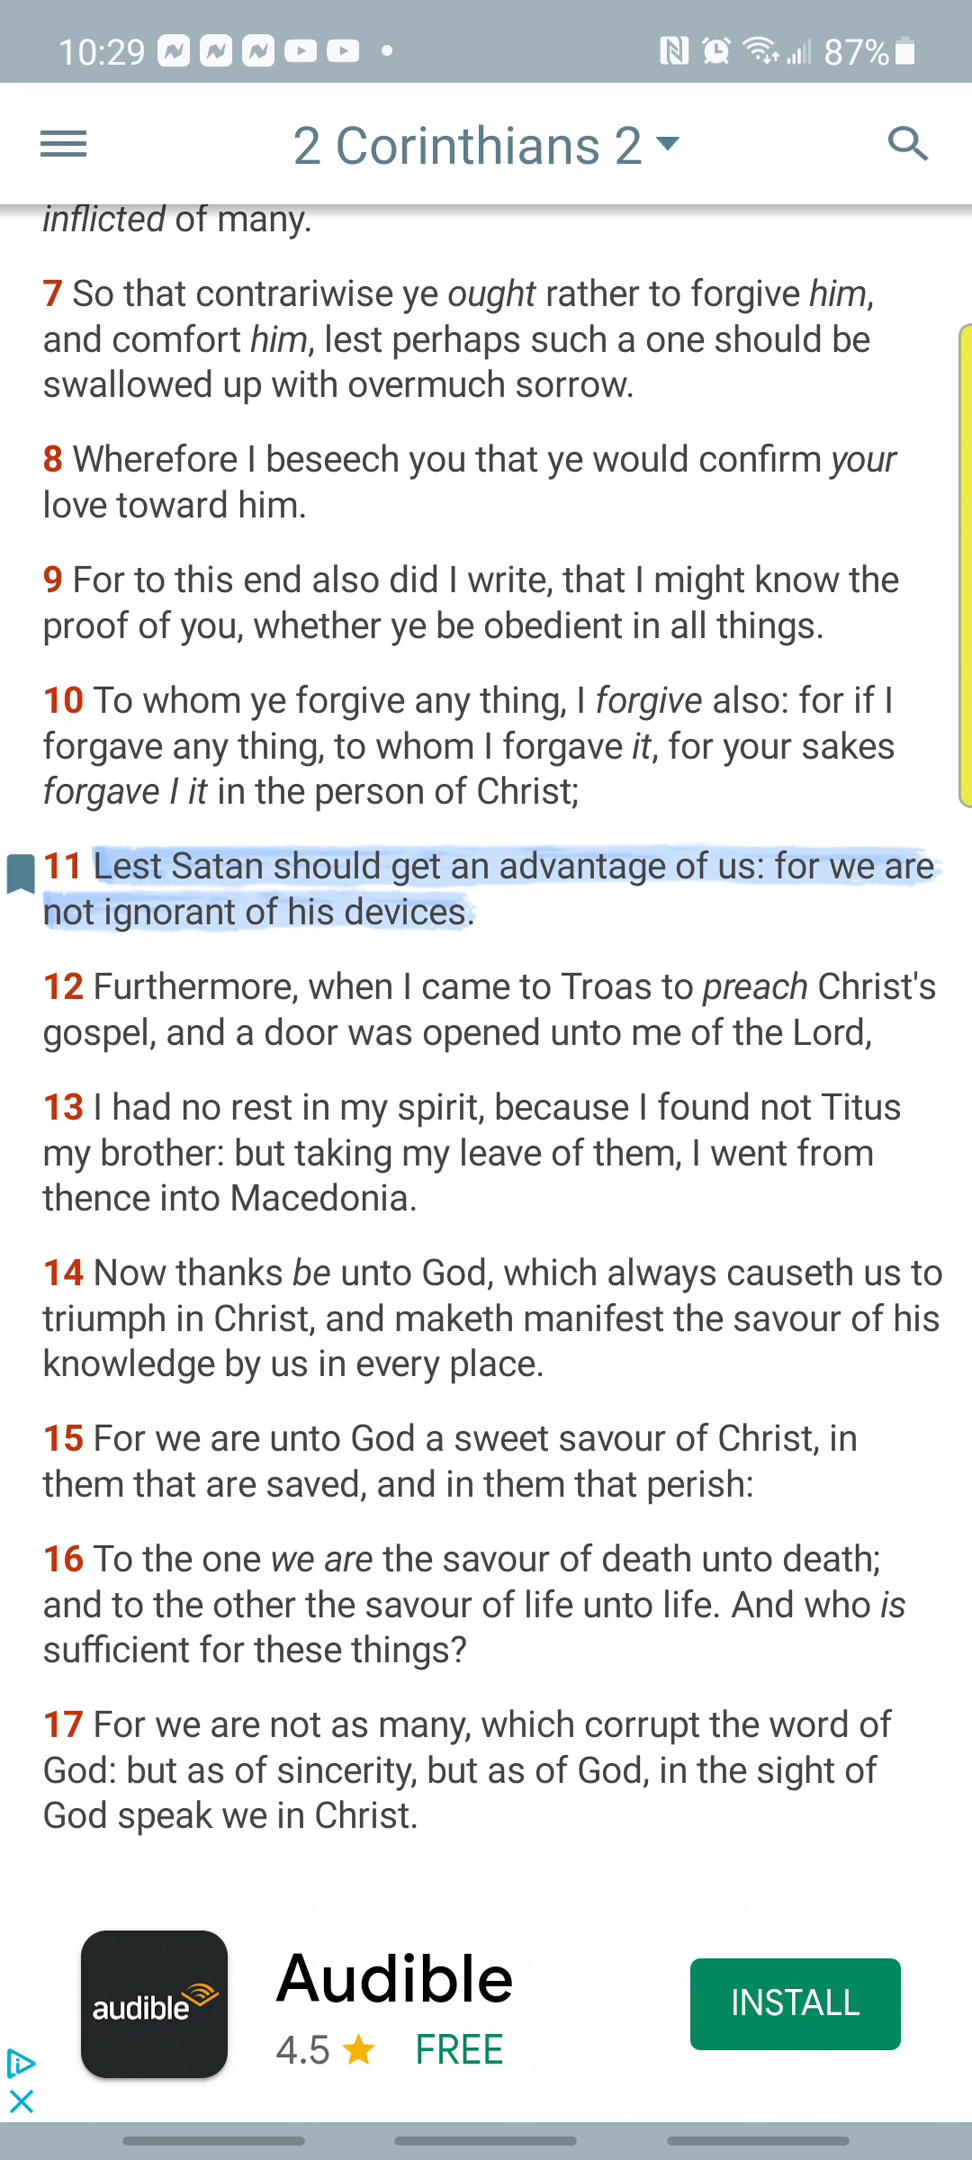 10:29
87%
2 Corinthians 2
inflicted of many.
7 So that contrariwise ye ought rather to forgive him,
and comfort him, lest perhaps such a one should be
swallowed up with overmuch sorrow.
8 Wherefore I beseech you that ye would confirm your
love toward him.
9 For to this end also did I write, that I might know the
proof of you, whether ye be obedient in all things.
10 To whom ye forgive any thing, I forgive also: for if I
forgave any thing, to whom I forgave it, for your sakes
forgave I it in the person of Christ;
11 Lest Satan should get an advantage of us: for we are
not ignorant of his devices.
12 Furthermore, when I came to Troas to preach Christ's
gospel, and a door was opened unto me of the Lord,
13 I had no rest in my spirit, because I found not Titus
my brother: but taking my leave of them, I went from
thence into Macedonia.
14 Now thanks be unto God, which always causeth us to
triumph in Christ, and maketh manifest the savour of his
knowledge by us in every place.
15 For we are unto God a sweet savour of Christ, in
them that are saved, and in them that perish:
16 To the one we are the savour of death unto death;
and to the other the savour of life unto life. And who is
sufficient for these things?
17 For we are not as many, which corrupt the word of
God: but as of sincerity, but as of God, in the sight of
God speak we in Christ.
audible
Audible
4.5 ★ FREE
INSTALL